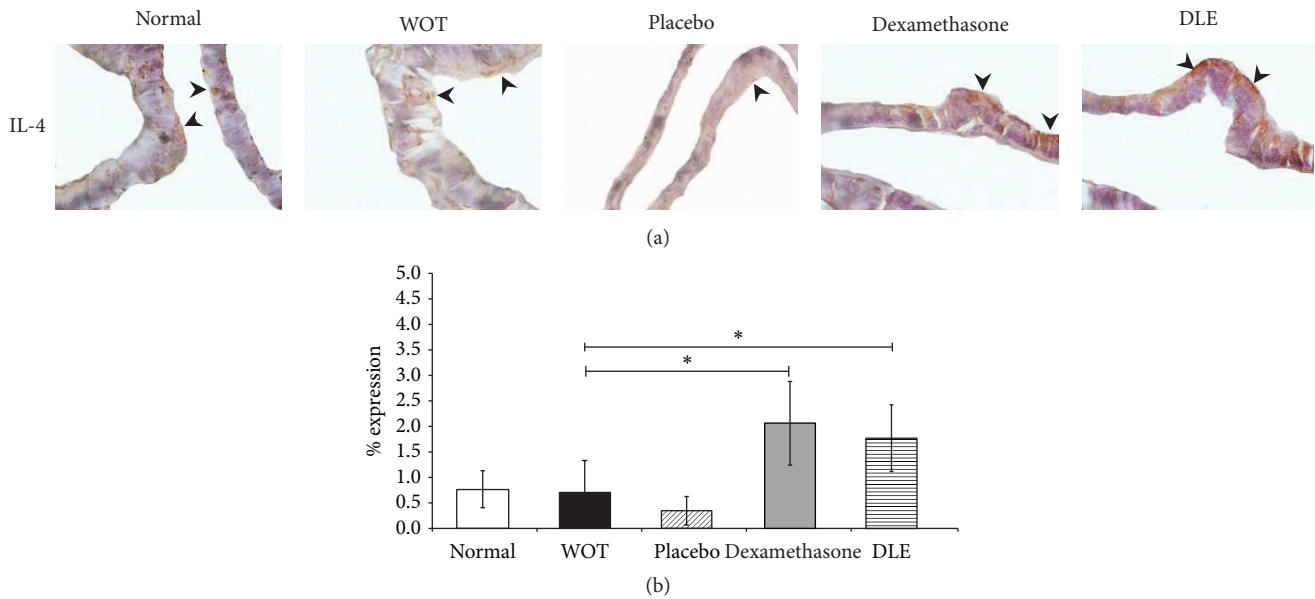 Normal
WOT
Placebo
Dexamethasone
DLE
IL-4
(a)
5.0
4.5
4.0
3.5
3.0
2.5
2.0
1.5
1.0
0.5
0.0
% expression
*
*
Normal WOT Placebo Dexamethasone DLE
(b)